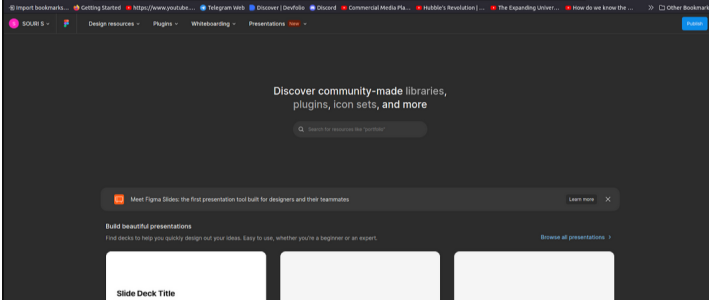 Import bookmarks... Getting Started https://www.youtube.... Telegram Web Discover | Devfolio Discord Commercial Media Pla... Hubble's Revolution | ... The Expanding Univer... How do we know the ... Other Bookmark
S SOURI S Design resources Plugins Whiteboarding Presentations New Publish
Discover community-made libraries,
plugins, icon sets, and more
Search for resources like "portfolio"
Meet Figma Slides: the first presentation tool built for designers and their teammates Learn more
Build beautiful presentations
Find decks to help you quickly design out your ideas. Easy to use, whether you're a beginner or an expert. Browse all presentations
Slide Deck Title